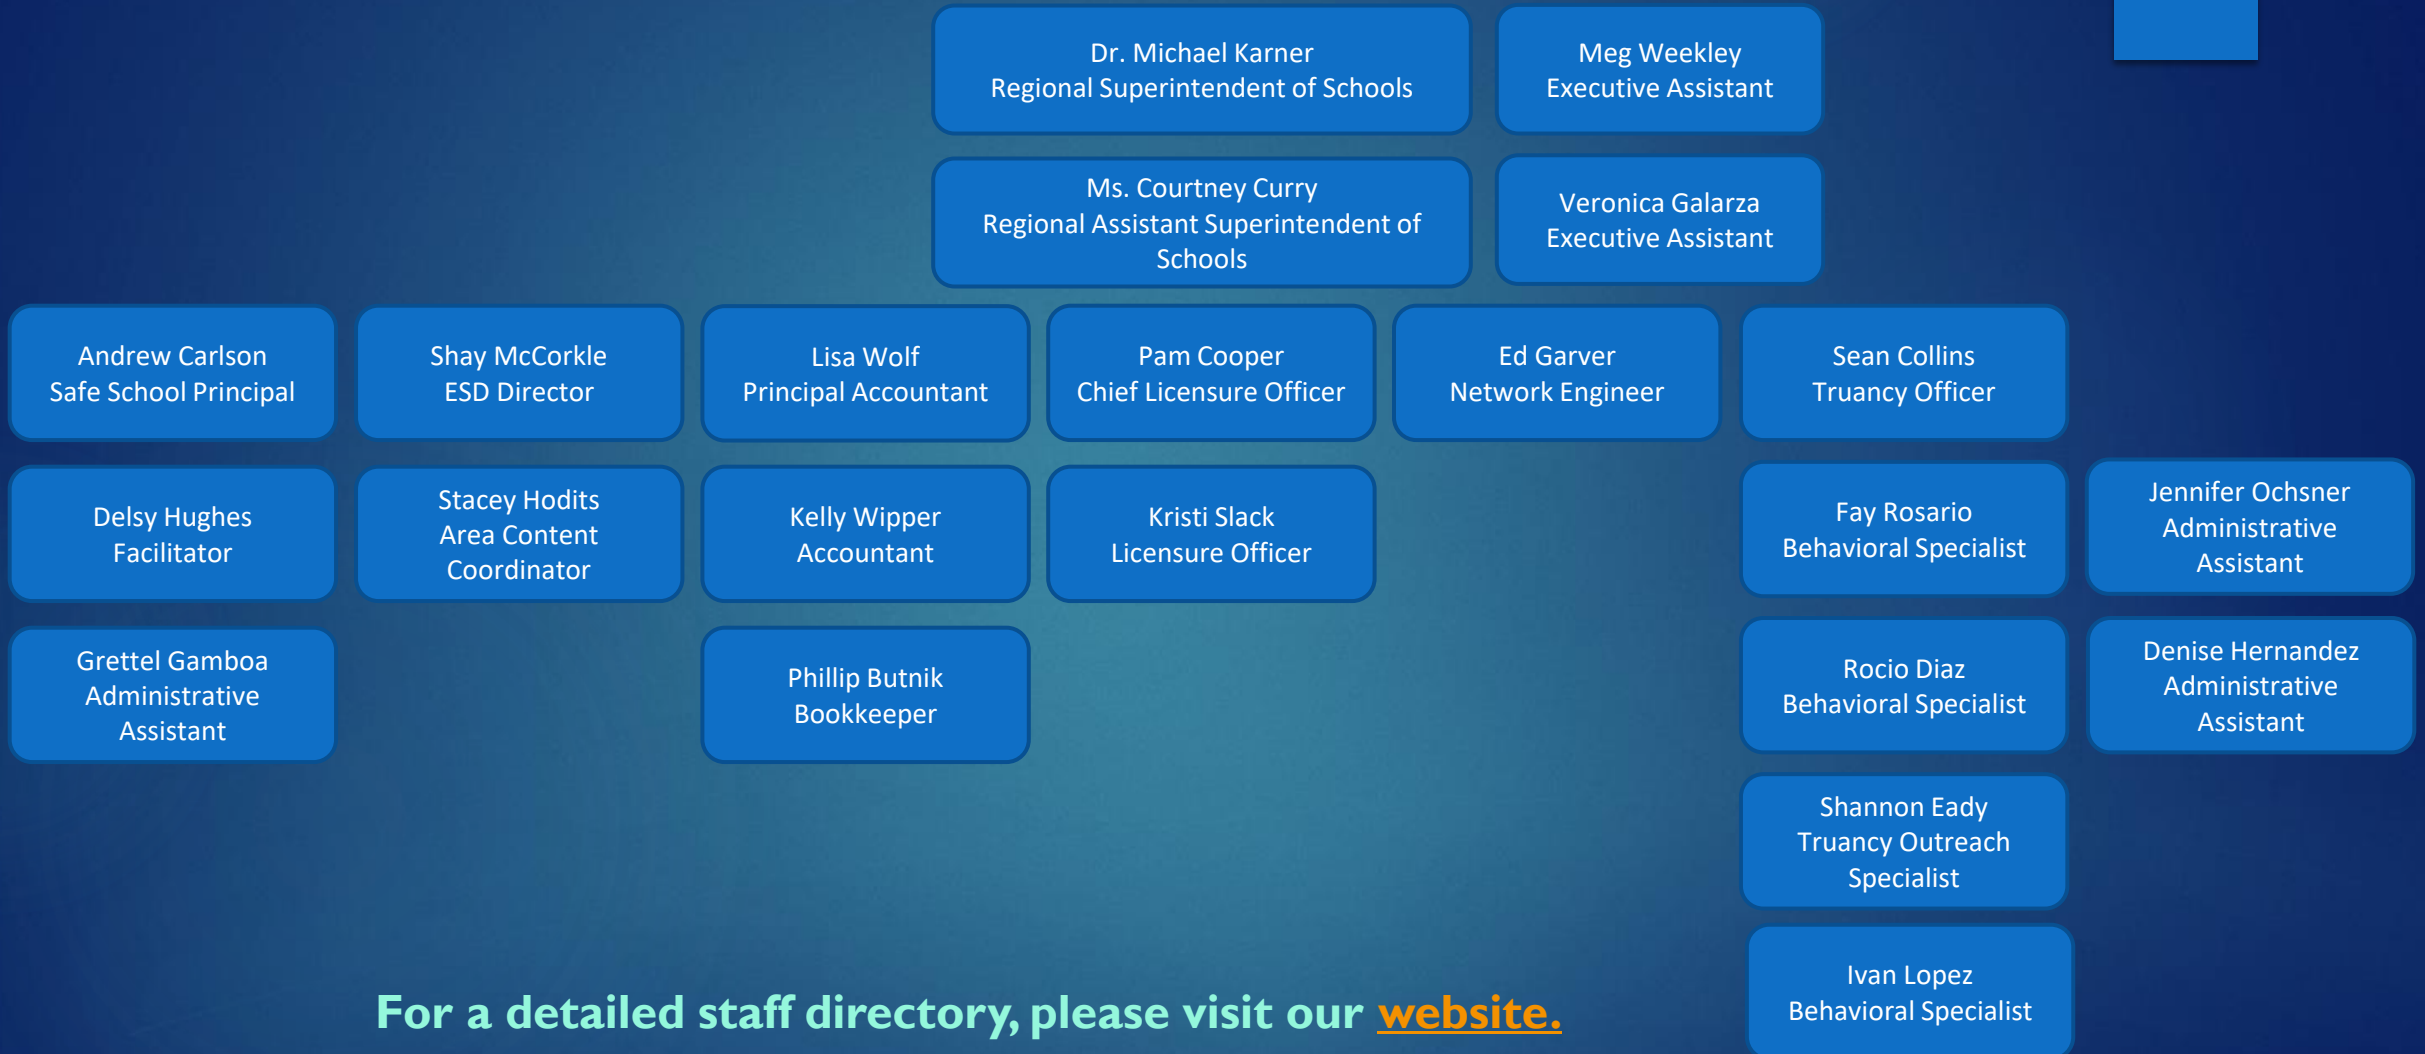 Dr. Michael Karner
Regional Superintendent of Schools
Meg Weekley
Executive Assistant
Ms. Courtney Curry
Regional Assistant Superintendent of
Schools
Veronica Galarza
Executive Assistant
Andrew Carlson
Safe School Principal
Shay McCorkle
ESD Director
Lisa Wolf
Principal Accountant
Pam Cooper
Chief Licensure Officer
Ed Garver
Network Engineer
Sean Collins
Truancy Officer
Delsy Hughes
Facilitator
Stacey Hodits
Area Content
Coordinator
Kelly Wipper
Accountant
Kristi Slack
Licensure Officer
Fay Rosario
Behavioral Specialist
Jennifer Ochsner
Administrative
Assistant
Grettel Gamboa
Administrative
Assistant
Phillip Butnik
Bookkeeper
Rocio Diaz
Behavioral Specialist
Denise Hernandez
Administrative
Assistant
Shannon Eady
Truancy Outreach
Specialist
Ivan Lopez
Behavioral Specialist
For a detailed staff directory, please visit our website.